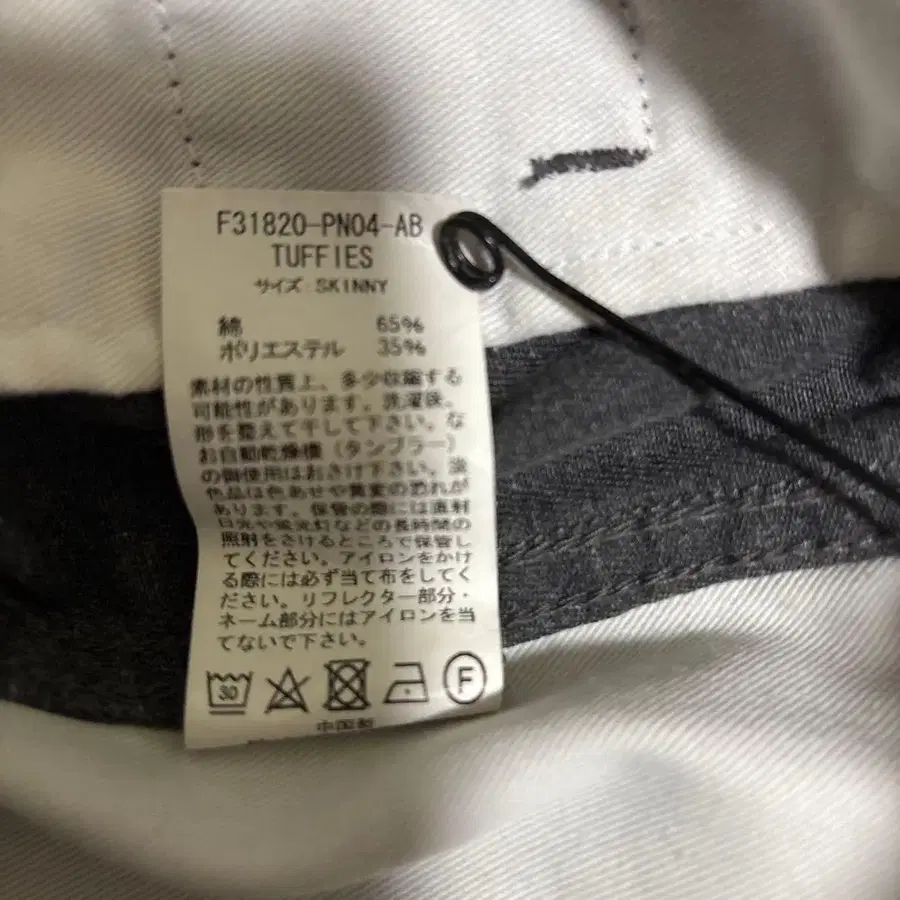 F31820-PN04-AB
TUFFIES
サイズ SKINNY
綿 65%
ポリエステル 35%
素材の性質上、多少収縮する
可能性があります。洗濯後、
形を整えて干して下さい。な
お自動乾燥機（タンブラー）
の御使用はおさけ下さい。淡
色品は色あせや黄変の恐れが
あります。保管の際には直射
日光や蛍光灯などの長時間の
照射をさけるところで保管し
てください。アイロンをかけ
る際には必ず当て布をしてく
ださい。リフレクター部分・
ネーム部分にはアイロンを当
てないで下さい。
30
F
中国製